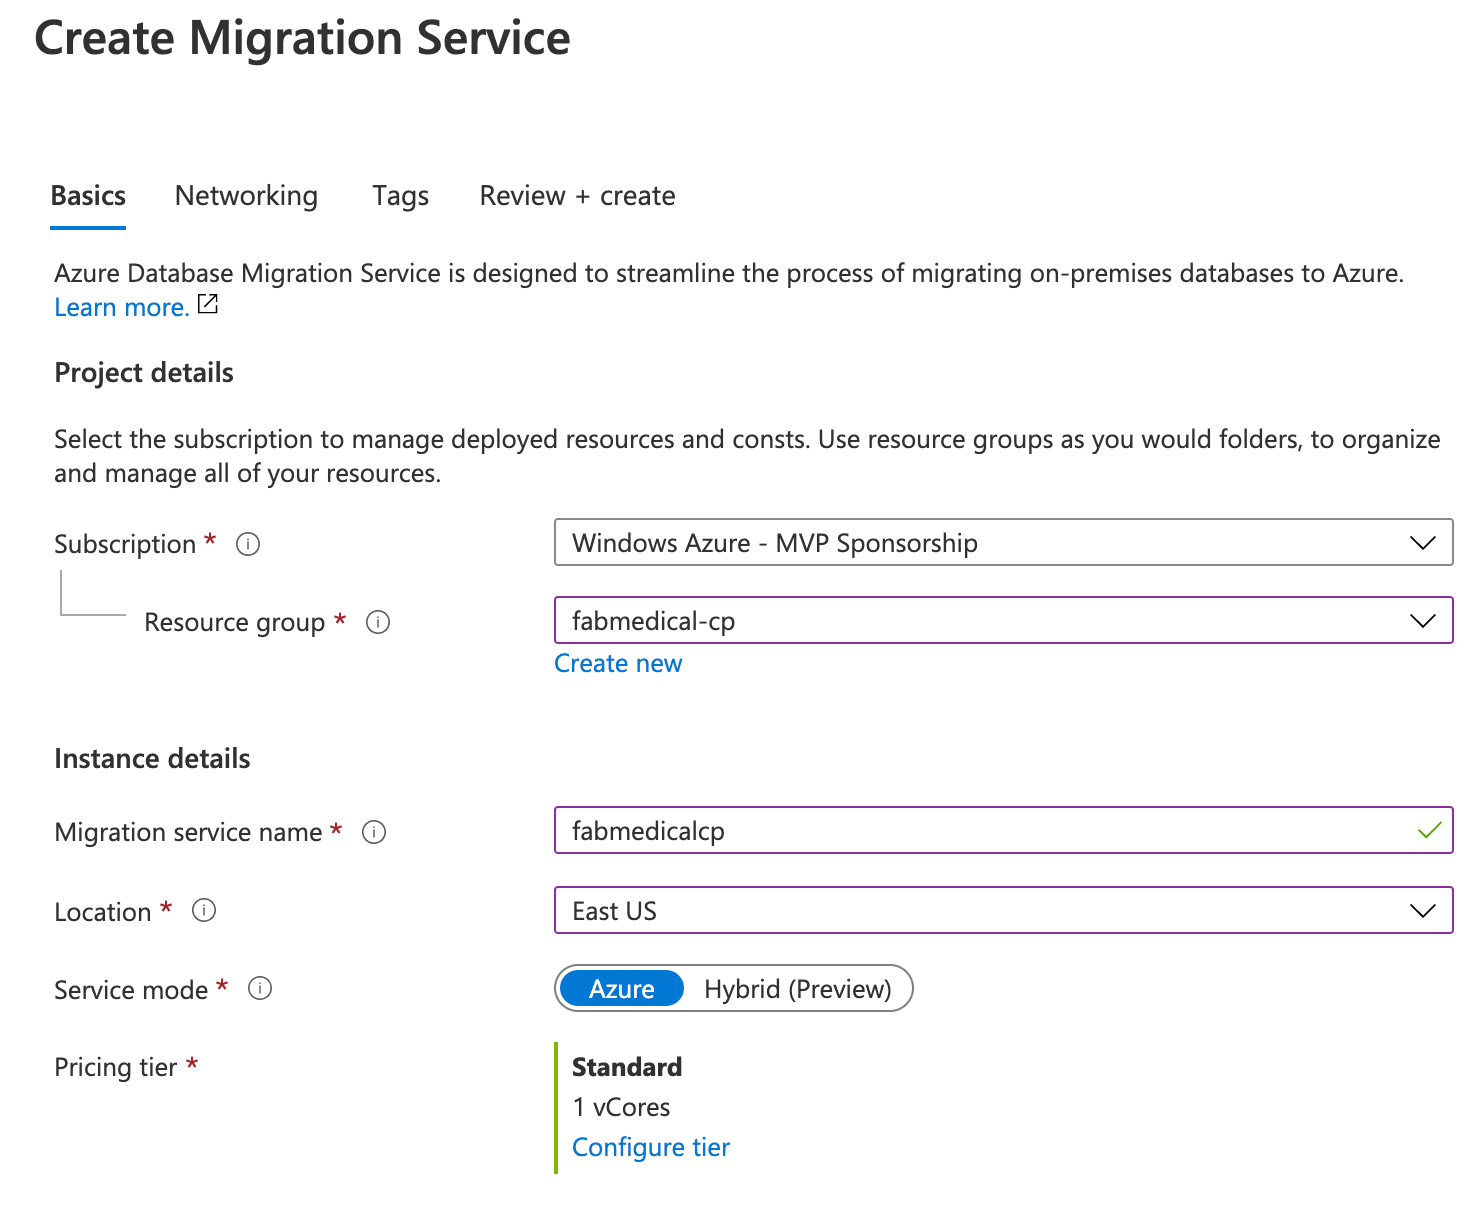 Create Migration Service
Basics Networking Tags Review + create
Azure Database Migration Service is designed to streamline the process of migrating on-premises databases to Azure.
Learn more.
Project details
Select the subscription to manage deployed resources and consts. Use resource groups as you would folders, to organize
and manage all of your resources.
Subscription * Windows Azure - MVP Sponsorship
Resource group * fabmedical-cp
Create new
Instance details
Migration service name * fabmedicalcp
Location * East US
Service mode * Azure Hybrid (Preview)
Pricing tier * Standard
1 vCores
Configure tier